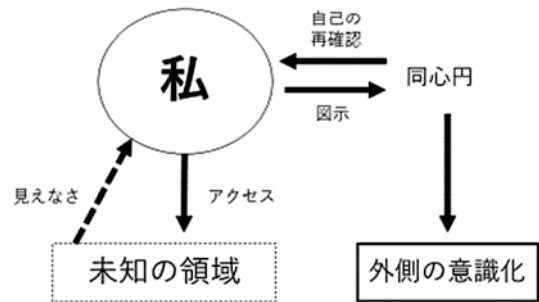 自己の
再確認
私
同心円
図示
見えなさ
アクセス
未知の領域
外側の意識化